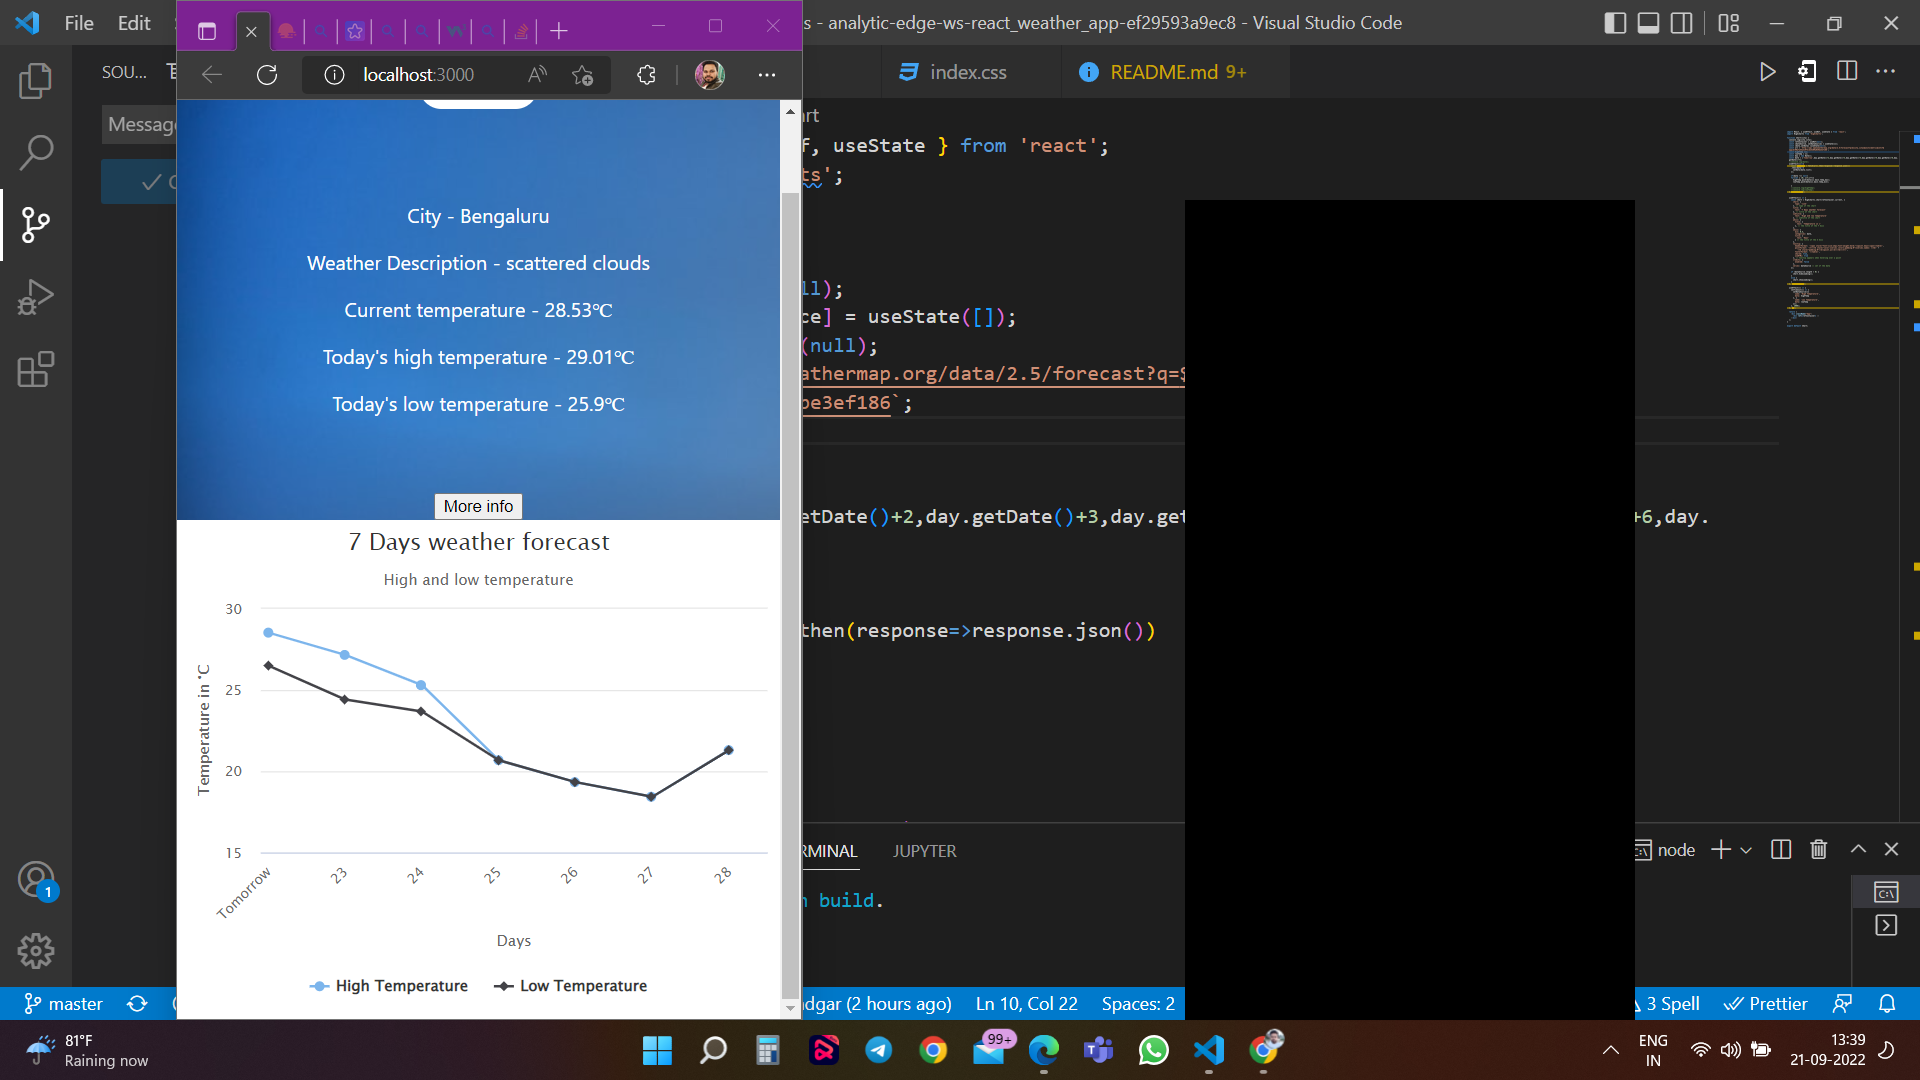 File Edit
s - analytic-edge-ws-react_weather_app-ef29593a9ec8 - Visual Studio Code
localhost:3000
SOU...
Messag
index.css
README.md 9+
City - Bengaluru
Weather Description - scattered clouds
Current temperature - 28.53℃
Today's high temperature - 29.01℃
Today's low temperature - 25.9℃
More info
7 Days weather forecast
High and low temperature
30
25
20
15
Temperature in °C
Tomorrow 23 24 25 26 27 28
Days
High Temperature Low Temperature
art
f, useState } from 'react';
ts';
ll);
ce] = useState([]);
(null);
athermap.org/data/2.5/forecast?q=$
be3ef186`;
etDate()+2,day.getDate()+3,day.get
+6,day.
then(response=>response.json())
RMINAL JUPYTER
node
n build.
master
1
adgar (2 hours ago) Ln 10, Col 22 Spaces: 2
3 Spell Prettier
81°F
Raining now
99+
ENG
IN
13:39
21-09-2022